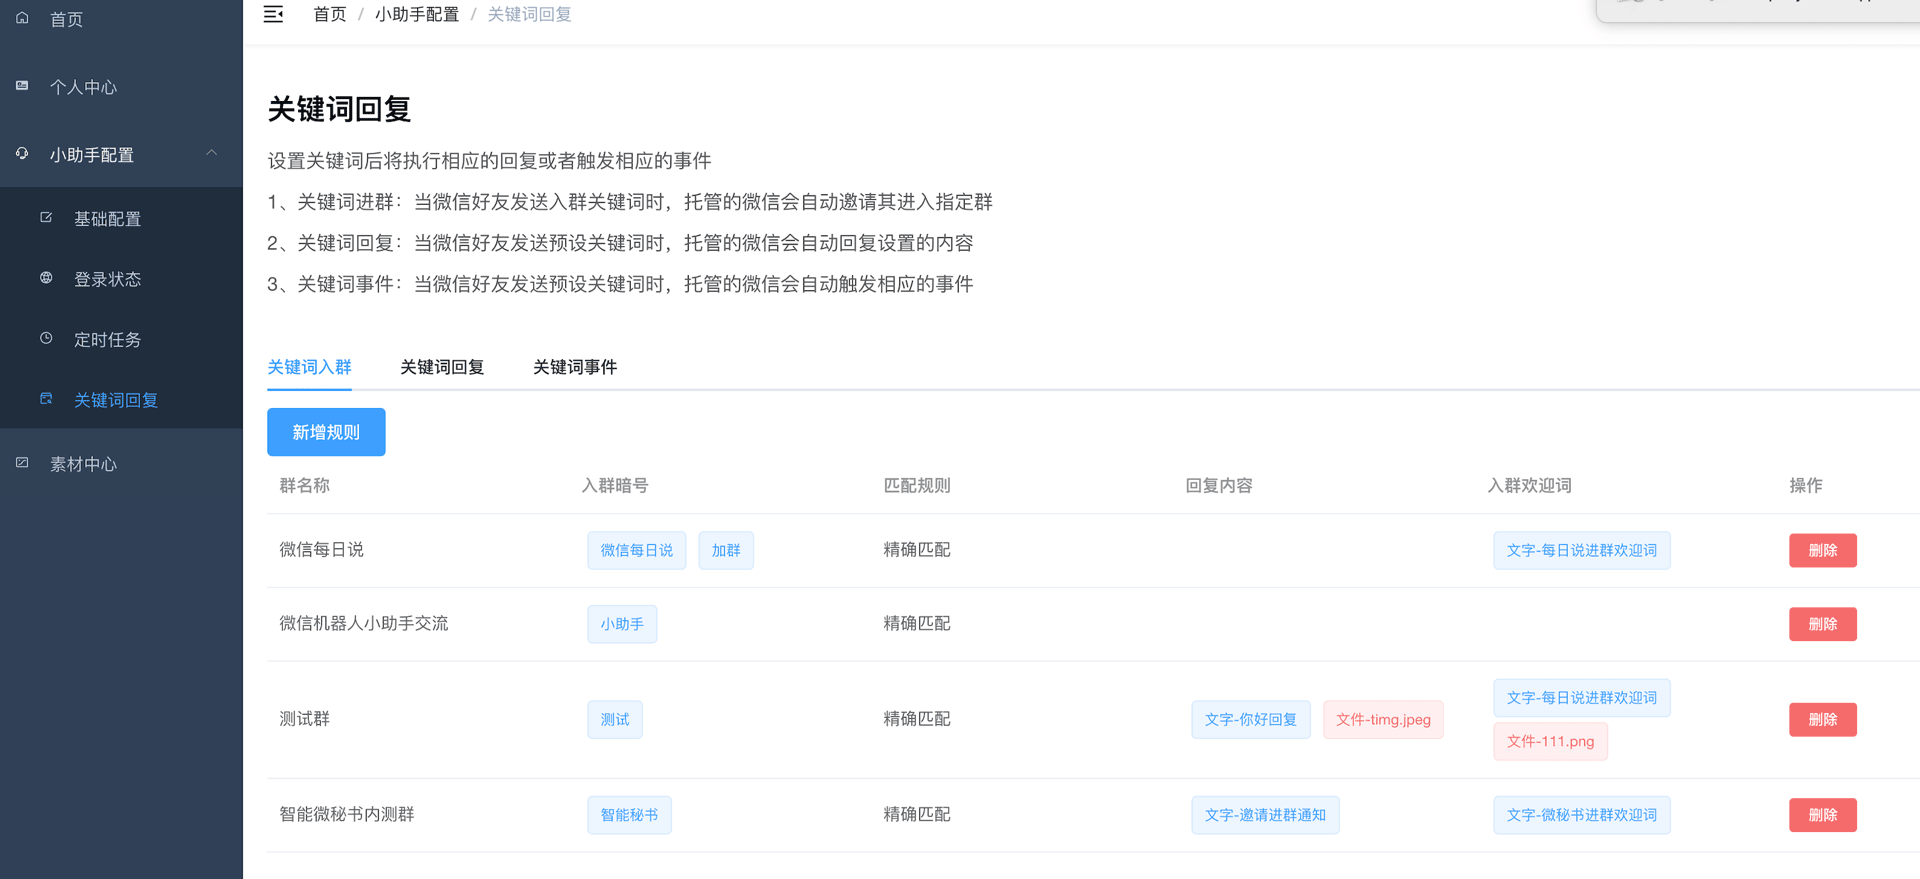 首页
个人中心
小助手配置
基础配置
登录状态
定时任务
关键词回复
素材中心
首页 / 小助手配置 / 关键词回复
关键词回复
设置关键词后将执行相应的回复或者触发相应的事件
1、关键词进群：当微信好友发送入群关键词时，托管的微信会自动邀请其进入指定群
2、关键词回复：当微信好友发送预设关键词时，托管的微信会自动回复设置的内容
3、关键词事件：当微信好友发送预设关键词时，托管的微信会自动触发相应的事件
关键词入群 关键词回复 关键词事件
新增规则
群名称 入群暗号 匹配规则 回复内容 入群欢迎词 操作
微信每日说 微信每日说 加群 精确匹配 文字-每日说进群欢迎词 删除
微信机器人小助手交流 小助手 精确匹配 删除
测试群 测试 精确匹配 文字-你好回复 文件-timg.jpeg 文字-每日说进群欢迎词 删除
文件-111.png
智能微秘书内测群 智能秘书 精确匹配 文字-邀请进群通知 文字-微秘书进群欢迎词 删除